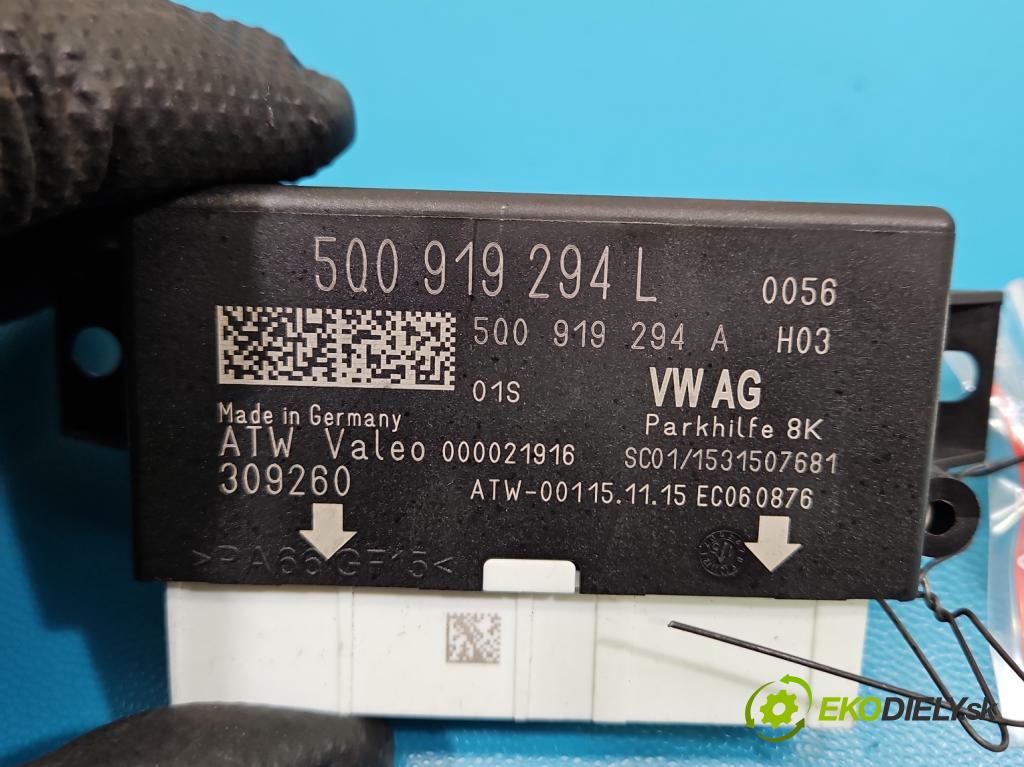 5Q0 919 294 L 0056
5Q0 919 294 A H03
01S VW AG
Made in Germany Parkhilfe 8K
ATW Valeo 000021916 SC01/1531507681
309260 ATW-00115.11.15 EC060876
>PA66 GF15<
EKODIELY.sk